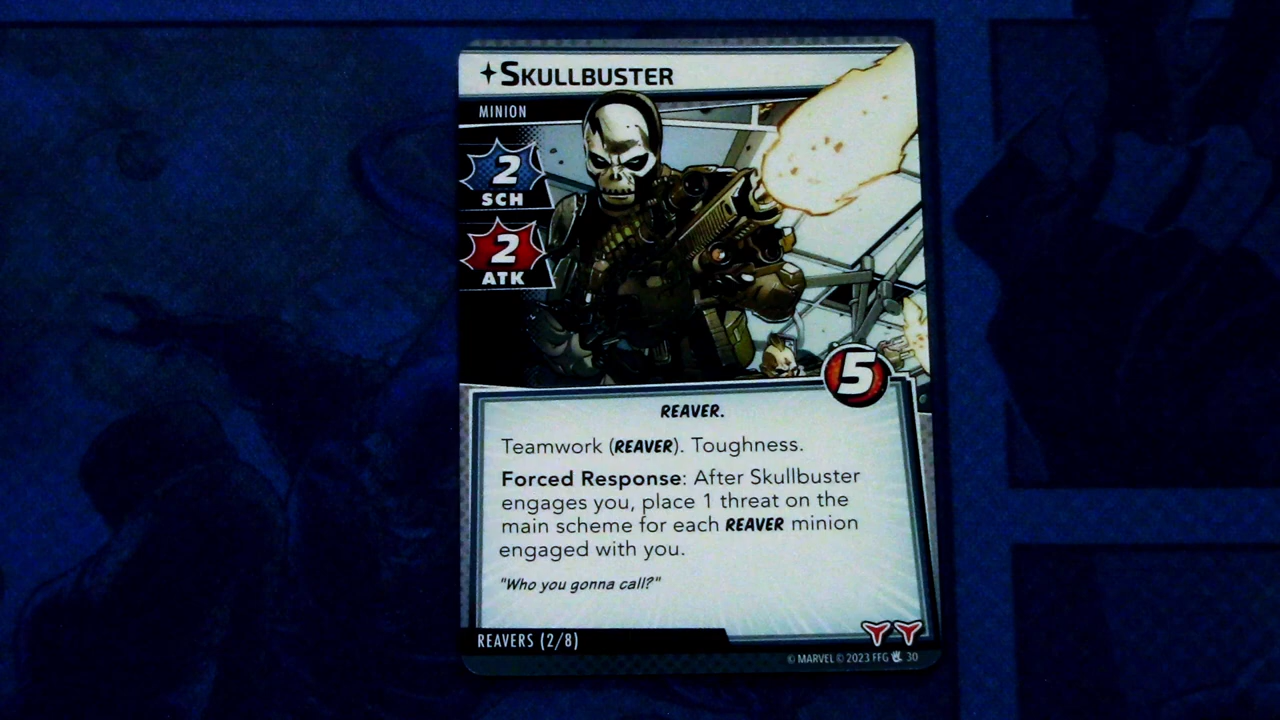 SKULLBUSTER
MINION
2
SCH
2
ATK
5
REAVER.
Teamwork (REAVER). Toughness.
Forced Response: After Skullbuster
engages you, place 1 threat on the
main scheme for each REAVER minion
engaged with you.
"Who you gonna call?"
REAVERS (2/8)
© MARVEL © 2023 FFG 30